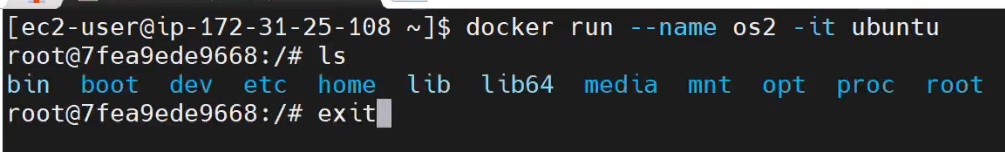 [ec2-user@ip-172-31-25-108 ~]$ docker run --name os2 -it ubuntu
root@7fea9ede9668:/# ls
bin boot dev etc home lib lib64 media mnt opt proc root
root@7fea9ede9668:/# exit